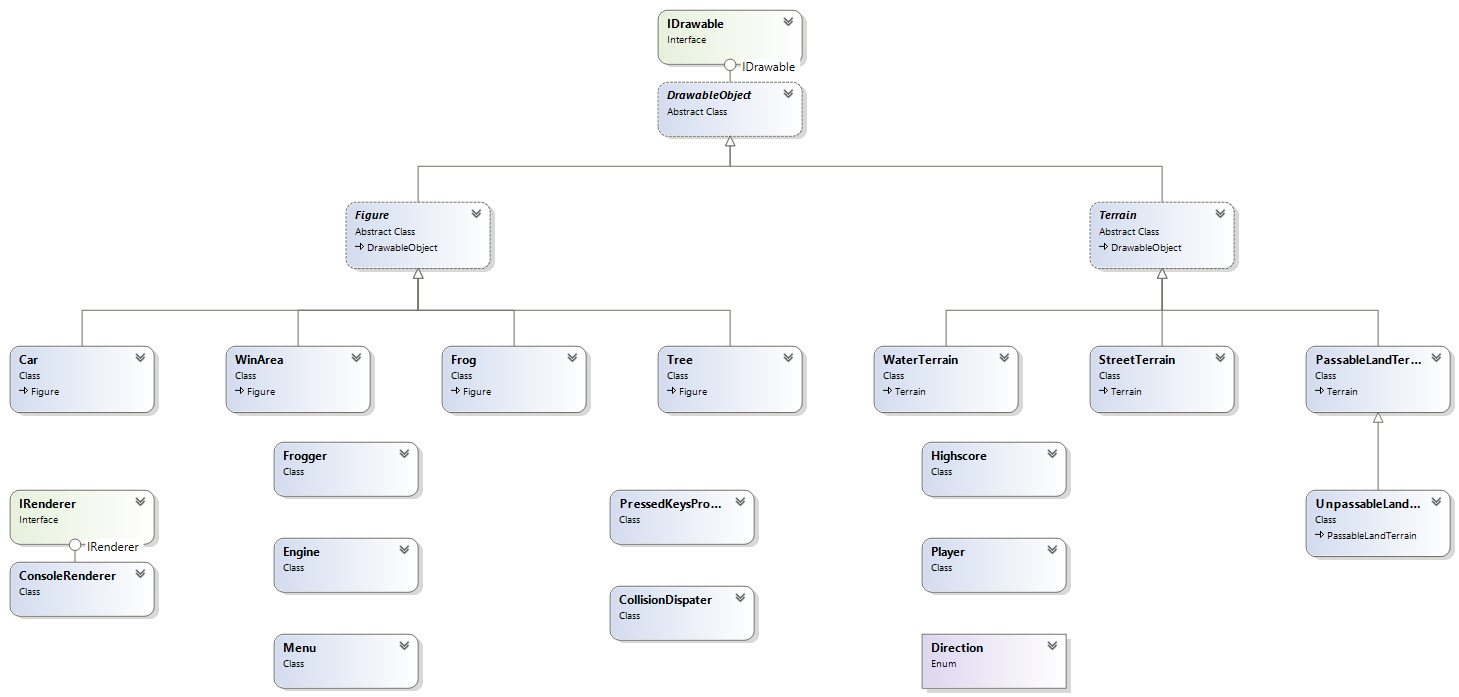 IDrawable
Interface
IDrawable
DrawableObject
Abstract Class
Figure
Abstract Class
DrawableObject
Terrain
Abstract Class
DrawableObject
Car
Class
Figure
WinArea
Class
Figure
Frog
Class
Figure
Tree
Class
Figure
WaterTerrain
Class
Terrain
StreetTerrain
Class
Terrain
PassableLandTer...
Class
Terrain
Frogger
Class
Highscore
Class
IRenderer
Interface
IRenderer
ConsoleRenderer
Class
PressedKeysPro...
Class
UnpassableLand...
Class
PassableLandTerrain
Engine
Class
Player
Class
CollisionDispater
Class
Menu
Class
Direction
Enum